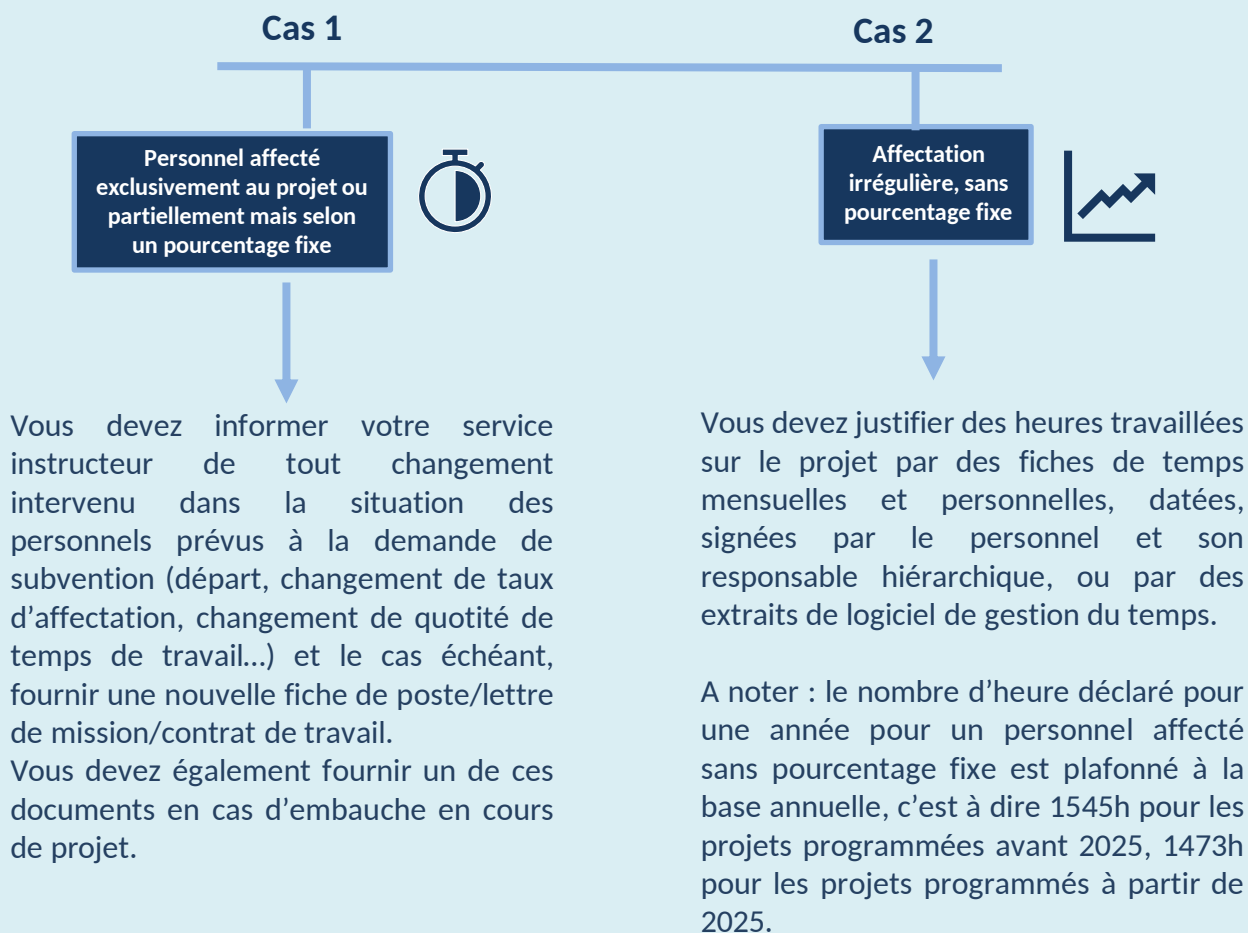 Cas 1
Personnel affecté
exclusivement au projet ou
partiellement mais selon
un pourcentage fixe
Vous devez informer votre service
instructeur de tout changement
intervenu dans la situation des
personnels prévus à la demande de
subvention (départ, changement de taux
d’affectation, changement de quotité de
temps de travail…) et le cas échéant,
fournir une nouvelle fiche de poste/lettre
de mission/contrat de travail.
Vous devez également fournir un de ces
documents en cas d’embauche en cours
de projet.
Cas 2
Affectation
irrégulière, sans
pourcentage fixe
Vous devez justifier des heures travaillées
sur le projet par des fiches de temps
mensuelles et personnelles, datées,
signées par le personnel et son
responsable hiérarchique, ou par des
extraits de logiciel de gestion du temps.
A noter : le nombre d’heure déclaré pour
une année pour un personnel affecté
sans pourcentage fixe est plafonné à la
base annuelle, c’est à dire 1545h pour les
projets programmées avant 2025, 1473h
pour les projets programmés à partir de
2025.